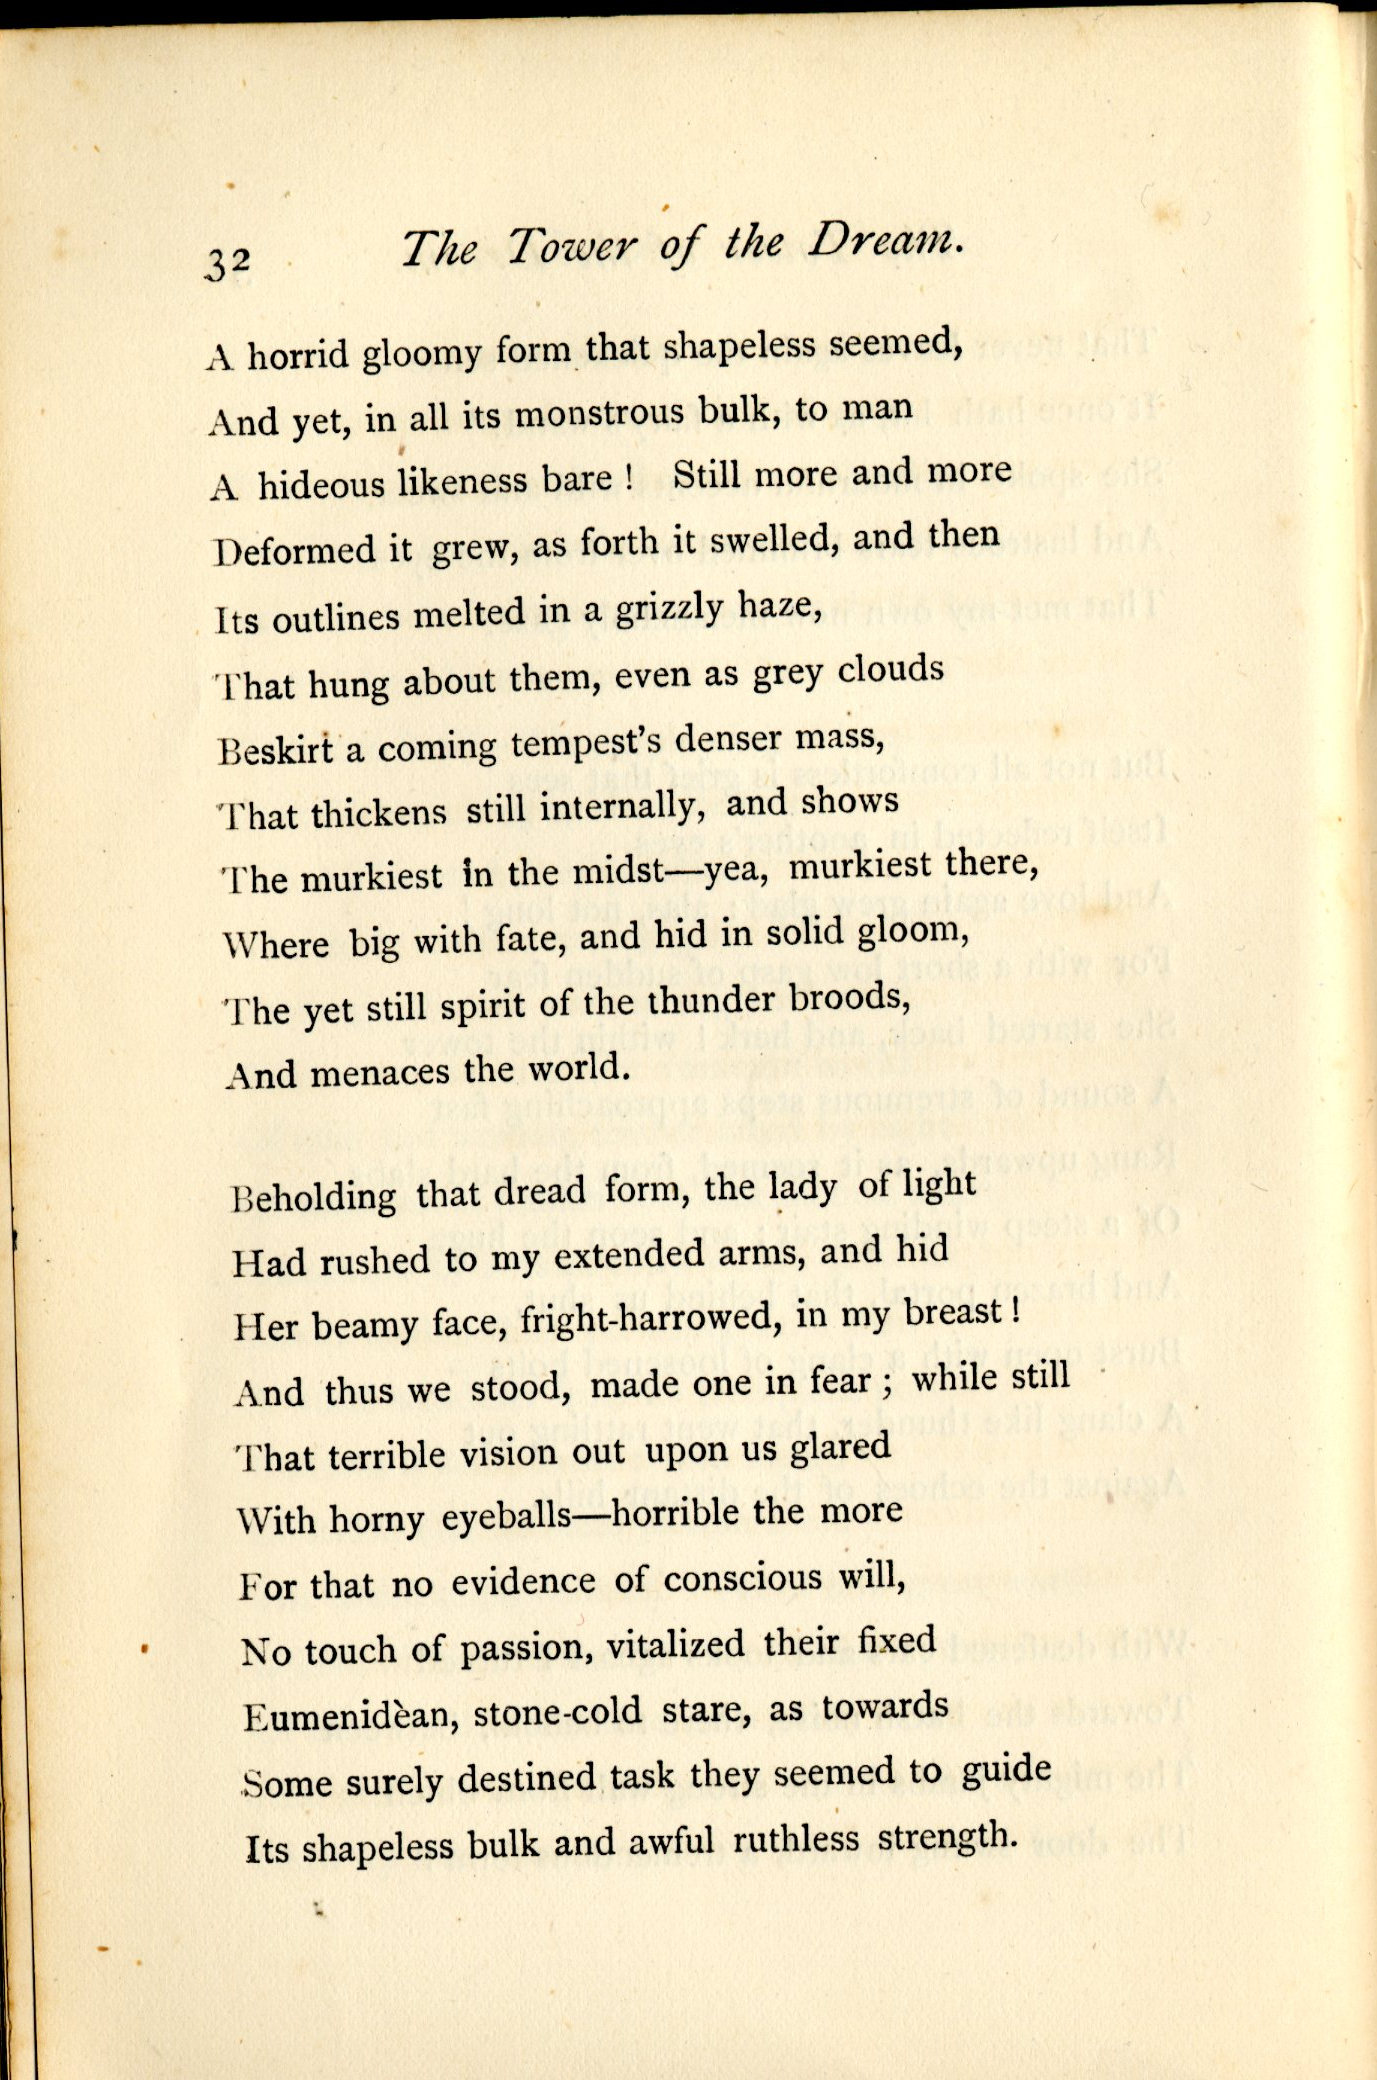 32 The Tower of the Dream.
A horrid gloomy form that shapeless seemed,
And yet, in all its monstrous bulk, to man
A hideous likeness bare ! Still more and more
Deformed it grew, as forth it swelled, and then
Its outlines melted in a grizzly haze,
That hung about them, even as grey clouds
Beskirt a coming tempest's denser mass,
That thickens still internally, and shows
The murkiest in the midst—yea, murkiest there,
Where big with fate, and hid in solid gloom,
The yet still spirit of the thunder broods,
And menaces the world.
Beholding that dread form, the lady of light
Had rushed to my extended arms, and hid
Her beamy face, fright-harrowed, in my breast !
And thus we stood, made one in fear ; while still
That terrible vision out upon us glared
With horny eyeballs—horrible the more
For that no evidence of conscious will,
No touch of passion, vitalized their fixed
Eumenidèan, stone-cold stare, as towards
Some surely destined task they seemed to guide
Its shapeless bulk and awful ruthless strength.